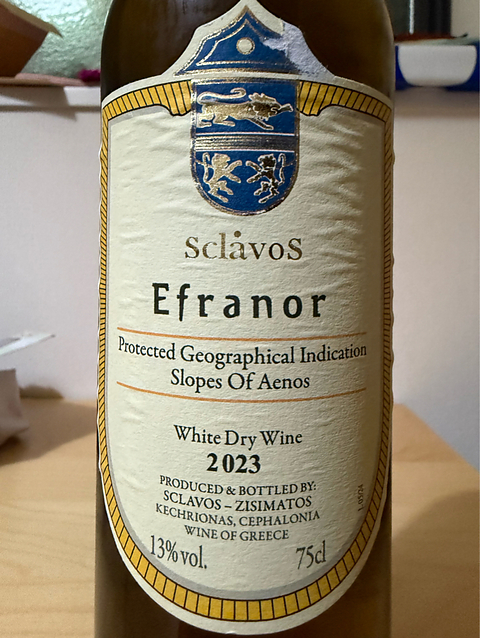 sclavos
Efranor
Protected Geographical Indication
Slopes Of Aenos
White Dry Wine
2023
PRODUCED & BOTTLED BY:
SCLAVOS – ZISIMATOS
KECHRIONAS, CEPHALONIA
WINE OF GREECE
13% vol. 75cl